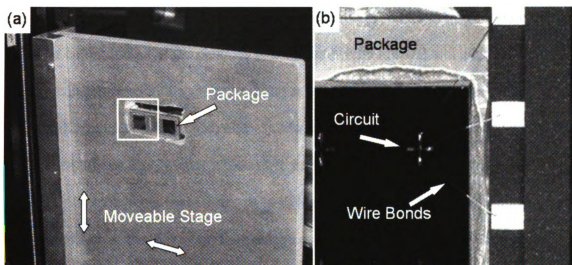 (a)
Package
Moveable Stage
(b)
Package
Circuit
Wire Bonds